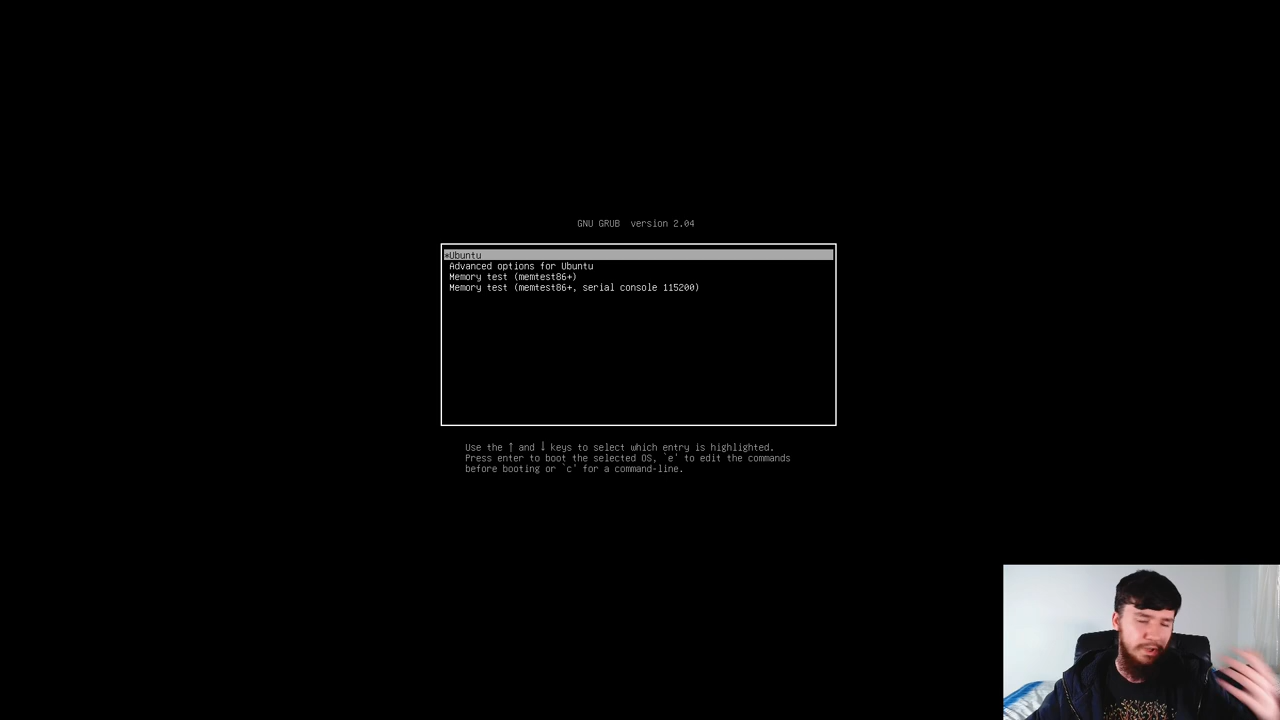 GNU GRUB  version 2.04
*Ubuntu
Advanced options for Ubuntu
Memory test (memtest86+)
Memory test (memtest86+, serial console 115200)
Use the ↑ and ↓ keys to select which entry is highlighted.
Press enter to boot the selected OS, `e' to edit the commands
before booting or `c' for a command-line.